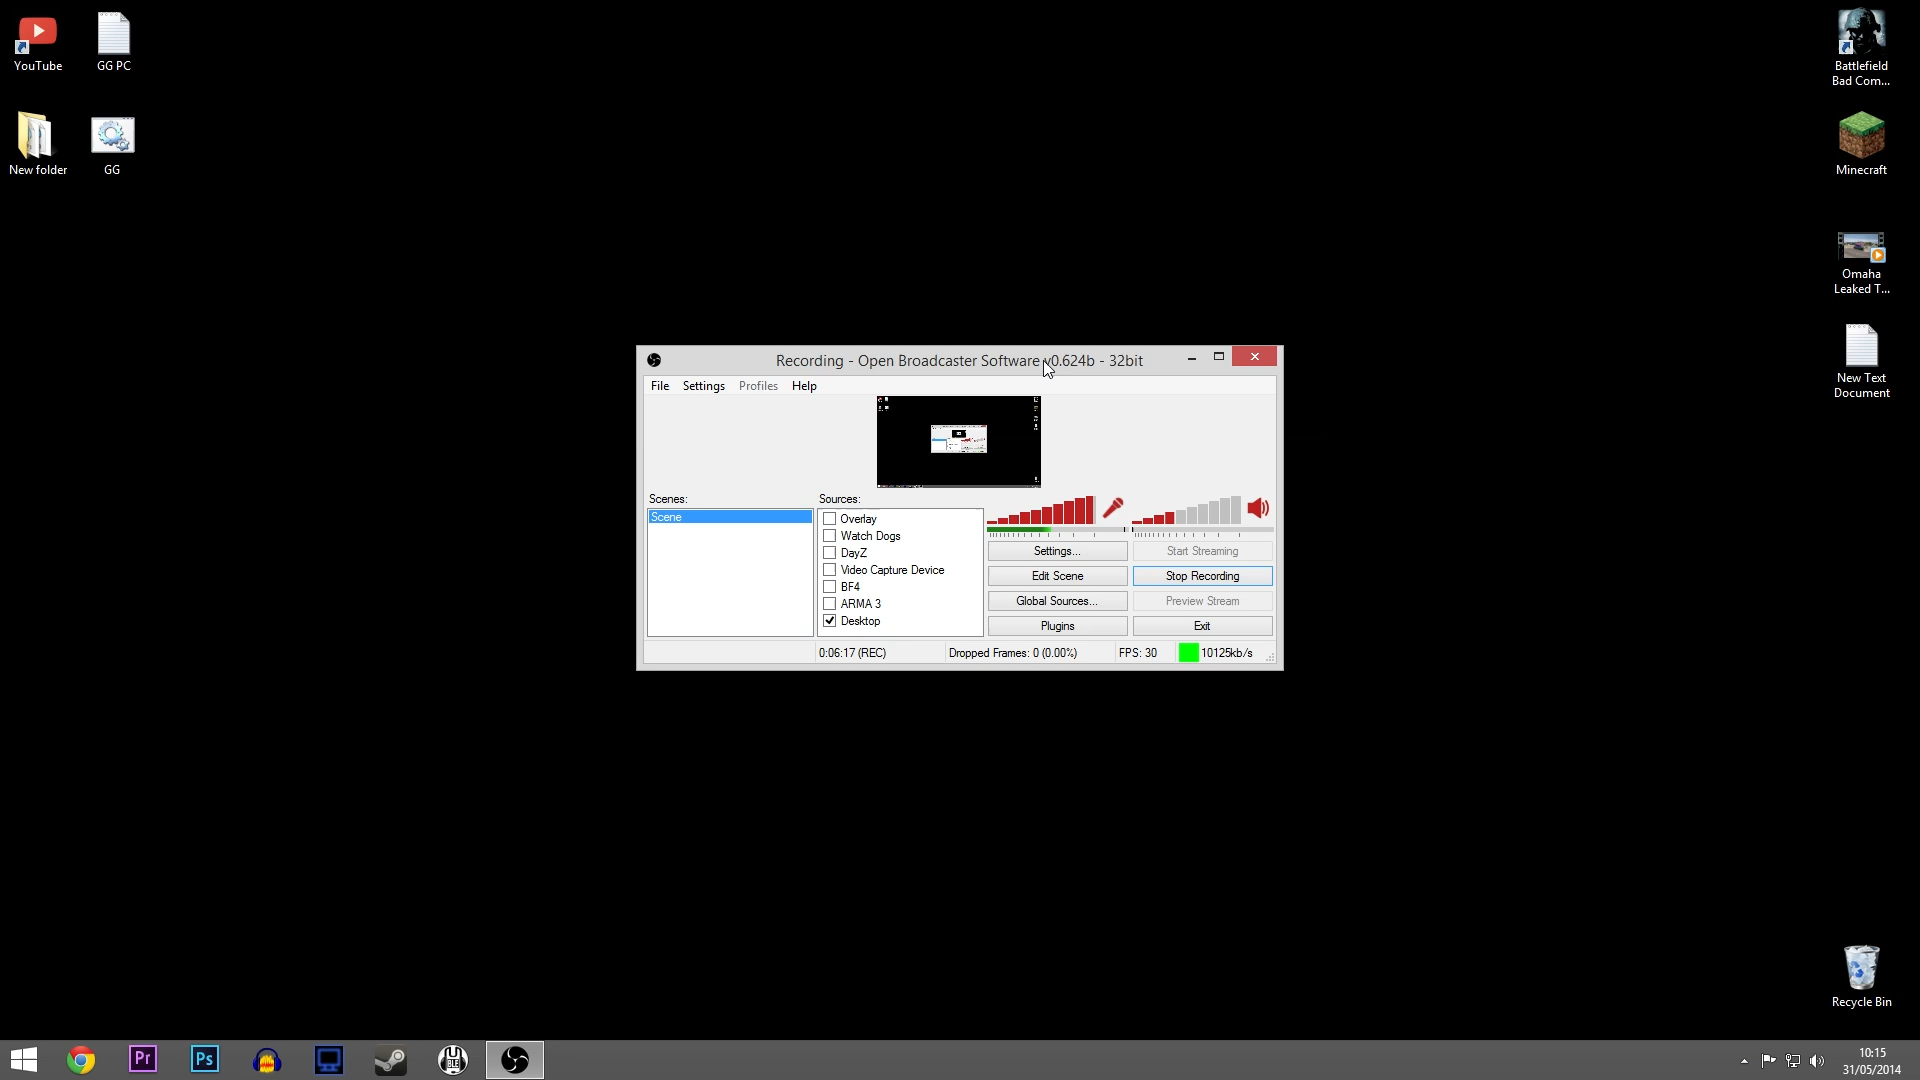 YouTube
GG PC
New folder
GG
Battlefield
Bad Com...
Minecraft
Omaha
Leaked T...
New Text
Document
Recycle Bin
Recording - Open Broadcaster Software v0.624b - 32bit
File Settings Profiles Help
Scenes:
Scene
Sources:
Overlay
Watch Dogs
DayZ
Video Capture Device
BF4
ARMA 3
Desktop
Settings...
Start Streaming
Edit Scene
Stop Recording
Global Sources...
Preview Stream
Plugins
Exit
0:06:17 (REC)
Dropped Frames: 0 (0.00%)
FPS: 30
10125kb/s
Pr
Ps
10:15
31/05/2014